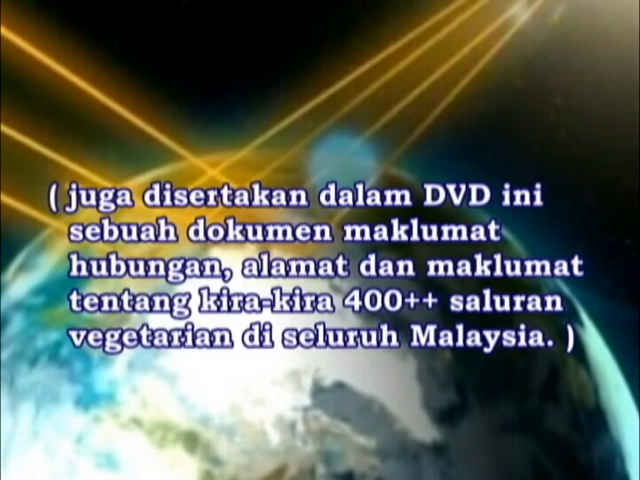 ( juga disertakan dalam DVD ini
sebuah dokumen maklumat
hubungan, alamat dan maklumat
tentang kira-kira 400++ saluran
vegetarian di seluruh Malaysia. )